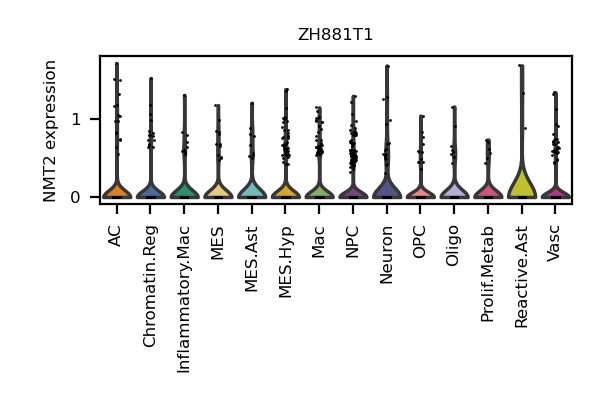 ZH881T1
NMT2 expression
1
0
AC
Chromatin.Reg
Inflammatory.Mac
MES
MES.Ast
MES.Hyp
Mac
NPC
Neuron
OPC
Oligo
Prolif.Metab
Reactive.Ast
Vasc